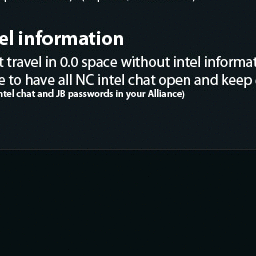 el information
t travel in 0.0 space without intel informat
e to have all NC intel chat open and keep
ntel chat and JB passwords in your Alliance)